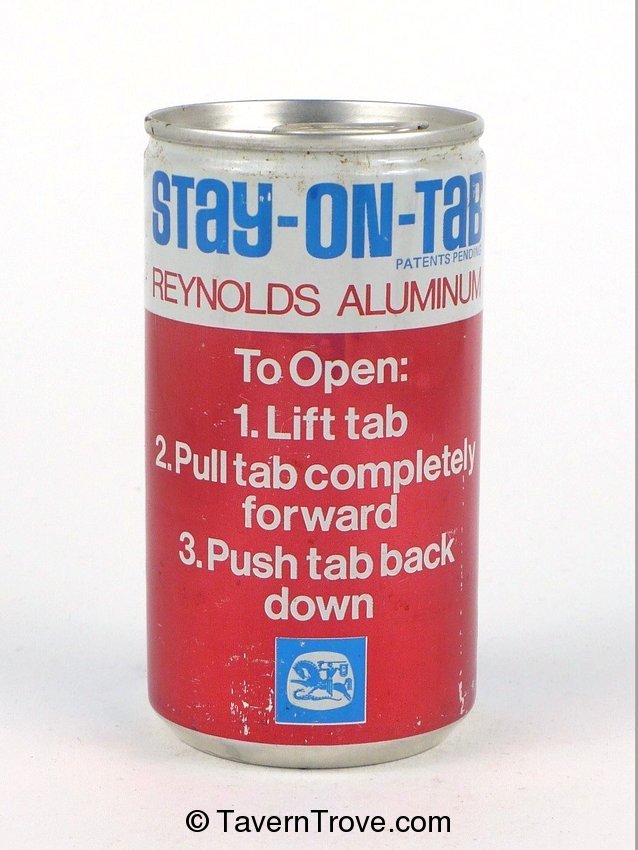 Stay-ON-Tab
PATENTS PENDING
REYNOLDS ALUMINUM
To Open:
1. Lift tab
2. Pull tab completely
forward
3. Push tab back
down
© TavernTrove.com